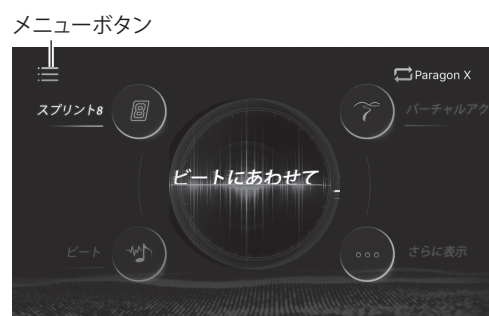 メニューボタン
Paragon X
スプリント8
バーチャルアク
ビートにあわせて
ビート
さらに表示